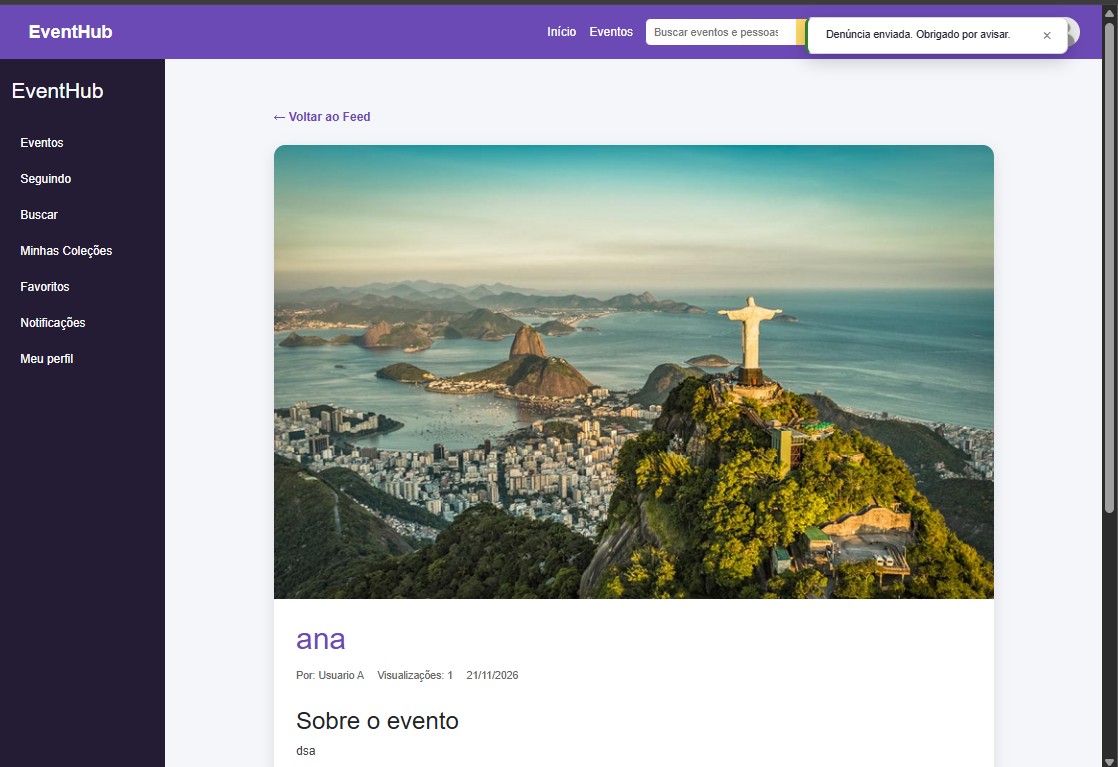 EventHub
Início Eventos Buscar eventos e pessoas
Denúncia enviada. Obrigado por avisar. ×
EventHub
Eventos
Seguindo
Buscar
Minhas Coleções
Favoritos
Notificações
Meu perfil
← Voltar ao Feed
ana
Por: Usuario A Visualizações: 1 21/11/2026
Sobre o evento
dsa